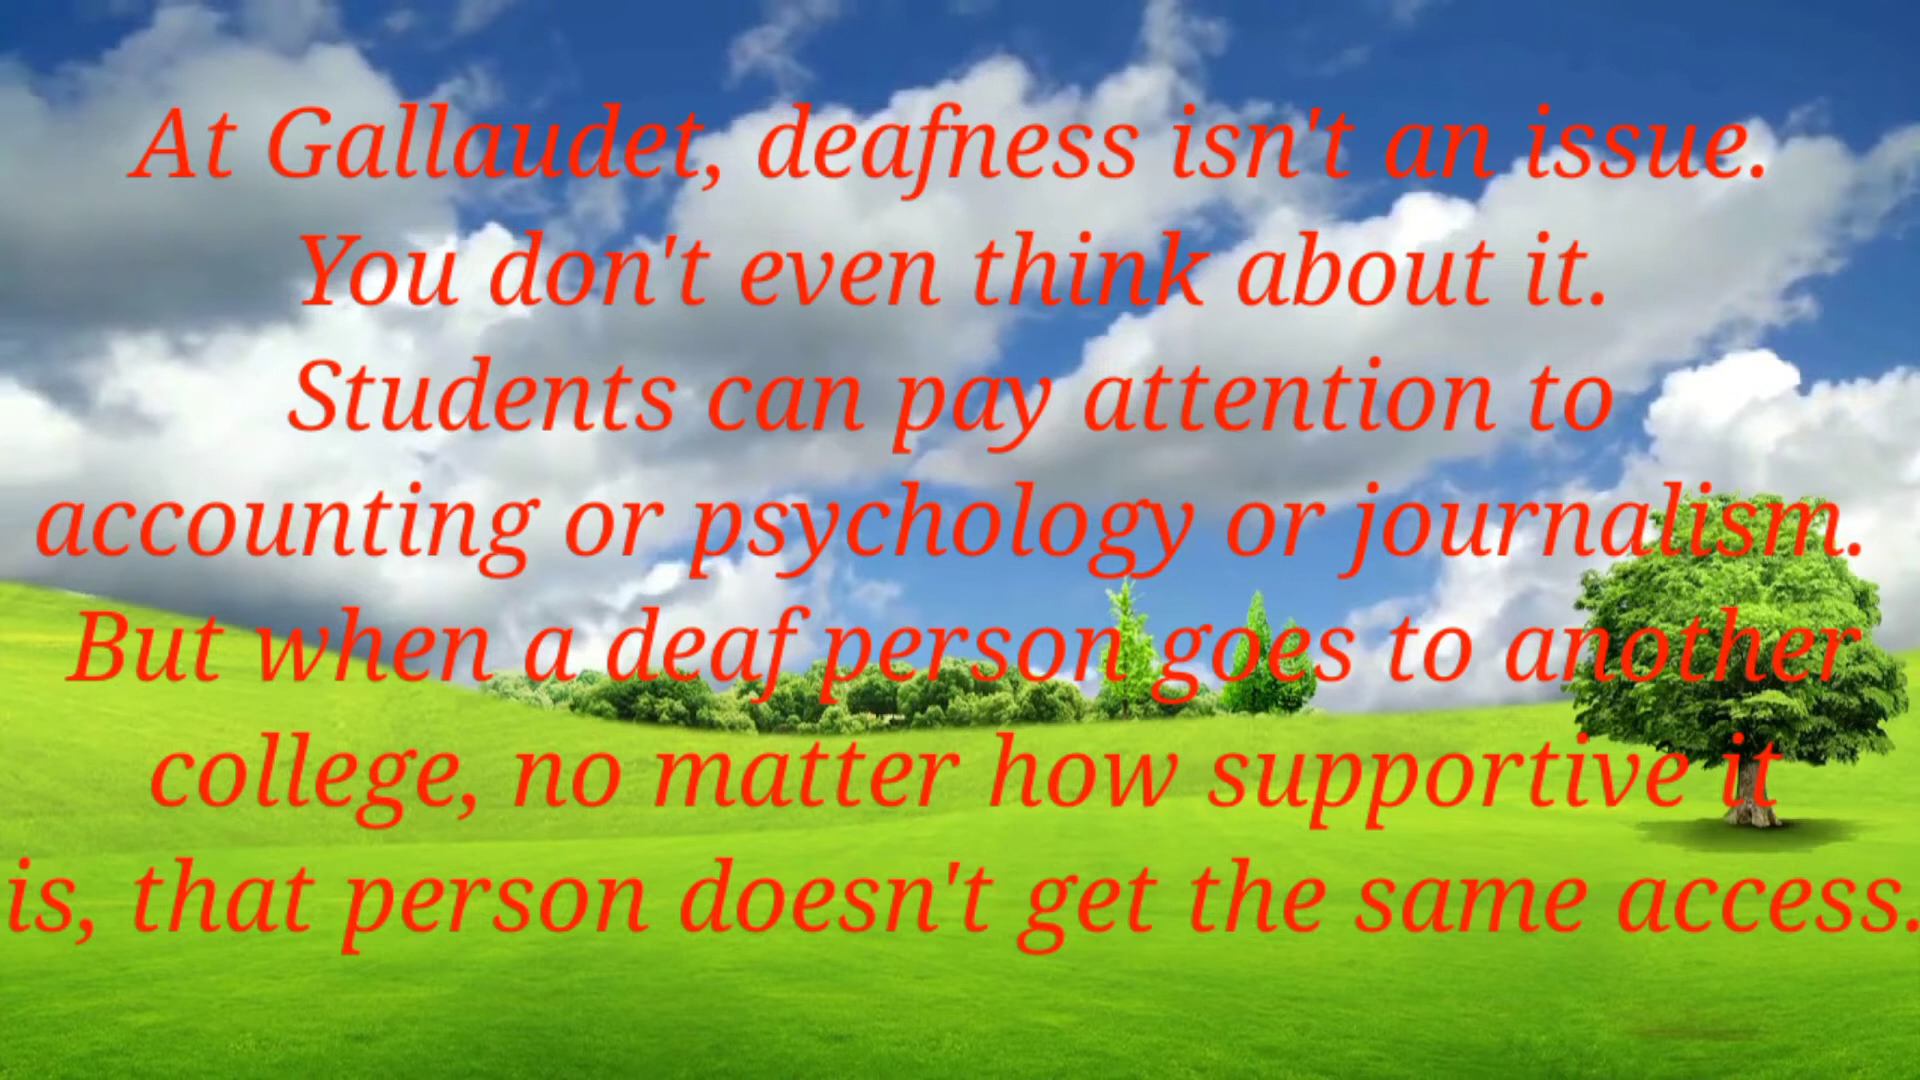 At Gallaudet, deafness isn't an issue.
You don't even think about it.
Students can pay attention to
accounting or psychology or journalism.
But when a deaf person goes to another
college, no matter how supportive it
is, that person doesn't get the same access.